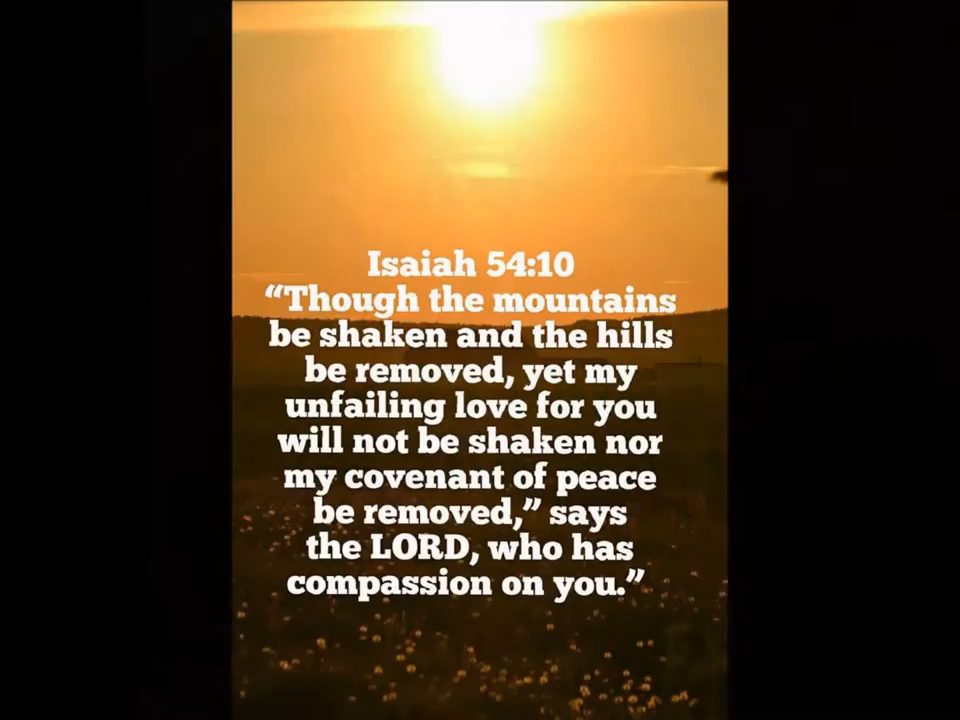 Isaiah 54:10
“Though the mountains
be shaken and the hills
be removed, yet my
unfailing love for you
will not be shaken nor
my covenant of peace
be removed,” says
the LORD, who has
compassion on you.”